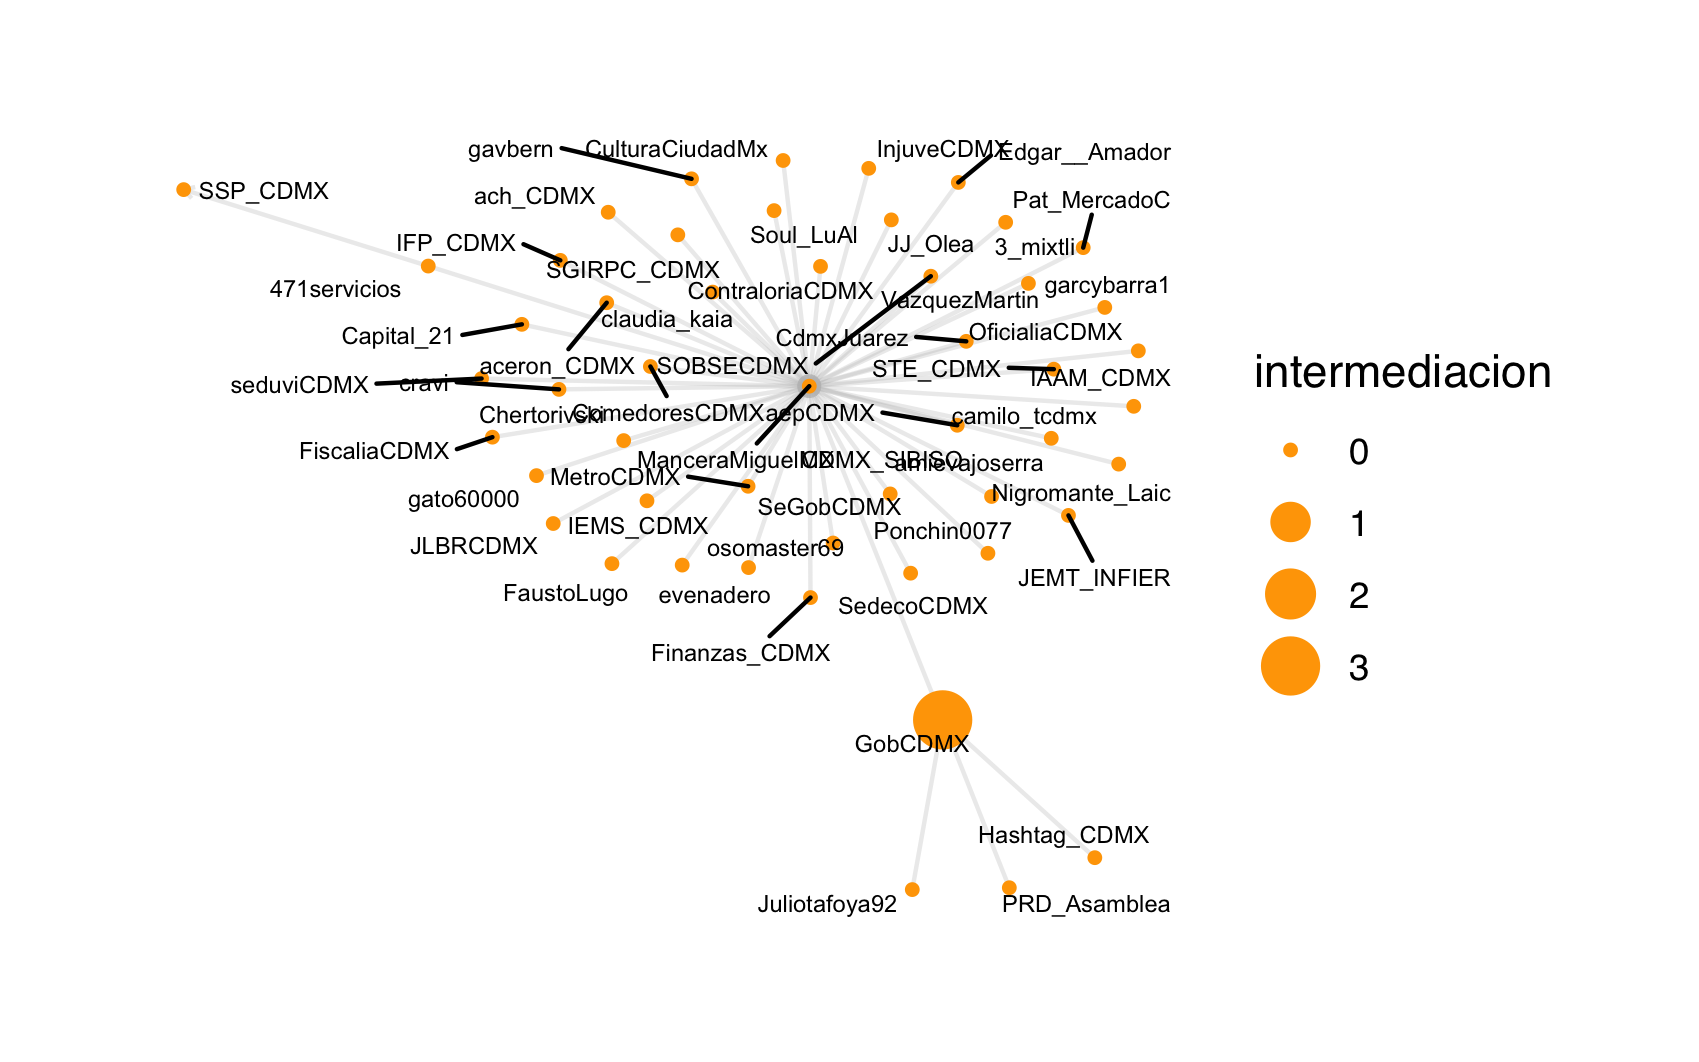 gavbern
CulturaCiudadMx
InjuveCDMX
Edgar__Amador
SSP_CDMX
ach_CDMX
Pat_MercadoC
IFP_CDMX
Soul_LuAl
JJ_Olea
3_mixtli
SGIRPC_CDMX
471servicios
ContraloriaCDMX
VazquezMartin
garcybarra1
claudia_kaia
Capital_21
CdmxJuarez
OficialiaCDMX
aceron_CDMX
SOBSECDMX
STE_CDMX
IAAM_CDMX
seduviCDMX
cravi
Chertorivski
ComedoresCDMX
aepCDMX
camilo_tcdmx
FiscaliaCDMX
ManceraMiguelMX
CDMX_SIBISO
amievajoserra
MetroCDMX
gato60000
Nigromante_Laic
SeGobCDMX
IEMS_CDMX
Ponchin0077
JLBRCDMX
osomaster69
JEMT_INFIER
FaustoLugo
evenadero
SedecoCDMX
Finanzas_CDMX
GobCDMX
Hashtag_CDMX
Juliotafoya92
PRD_Asamblea
intermediacion
0
1
2
3